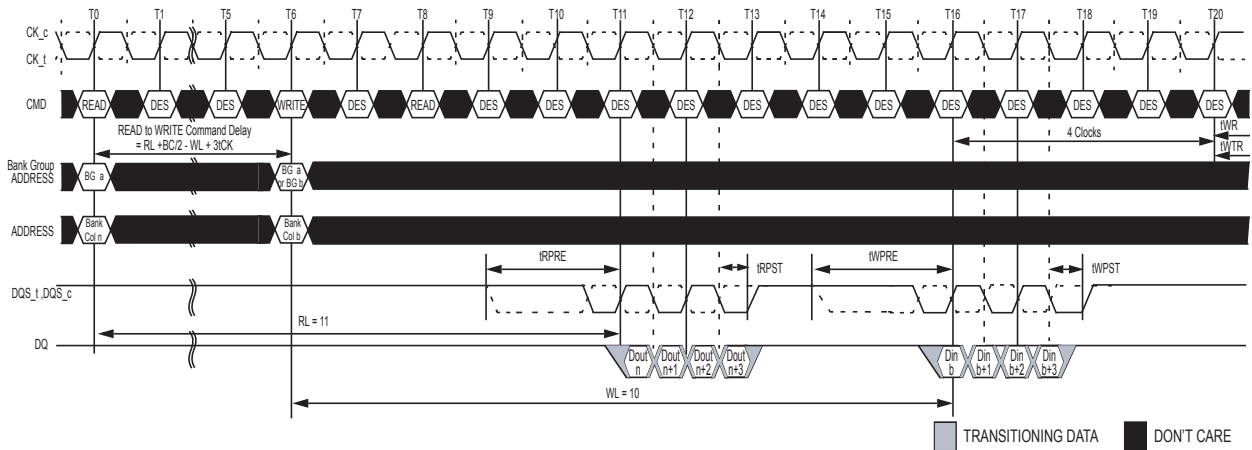 T0 T1 T5 T6 T7 T8 T9 T10 T11 T12 T13 T14 T15 T16 T17 T18 T19 T20
CK_c
CK_t
CMD READ DES DES WRITE DES READ DES DES DES DES DES DES DES DES DES DES DES DES
READ to WRITE Command Delay
= RL +BC/2 - WL + 3tCK
4 Clocks
tWR
tWTR
Bank Group
ADDRESS
BG a
BG a
or BG b
ADDRESS
Bank
Col n
Bank
Col b
tRPRE tRPST tWPRE tWPST
DQS_t ,DQS_c
RL = 11
DQ
Dout
n
Dout
n+1
Dout
n+2
Dout
n+3
Din
b
Din
b+1
Din
b+2
Din
b+3
WL = 10
TRANSITIONING DATA DON'T CARE